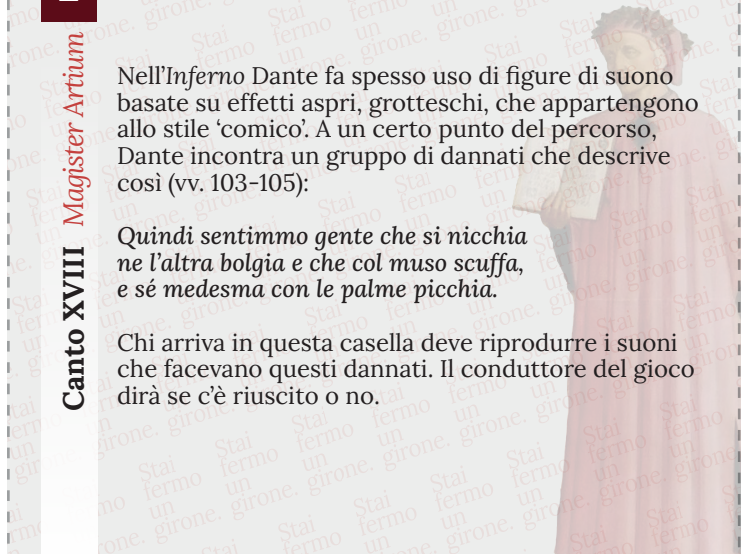 Canto XVIII Magister Artium
Nell’Inferno Dante fa spesso uso di figure di suono
basate su effetti aspri, grotteschi, che appartengono
allo stile ‘comico’. A un certo punto del percorso,
Dante incontra un gruppo di dannati che descrive
così (vv. 103-105):
Quindi sentimmo gente che si nicchia
ne l’altra bolgia e che col muso scuffa,
e sé medesma con le palme picchia.
Chi arriva in questa casella deve riprodurre i suoni
che facevano questi dannati. Il conduttore del gioco
dirà se c’è riuscito o no.
Stai
fermo
un
girone.